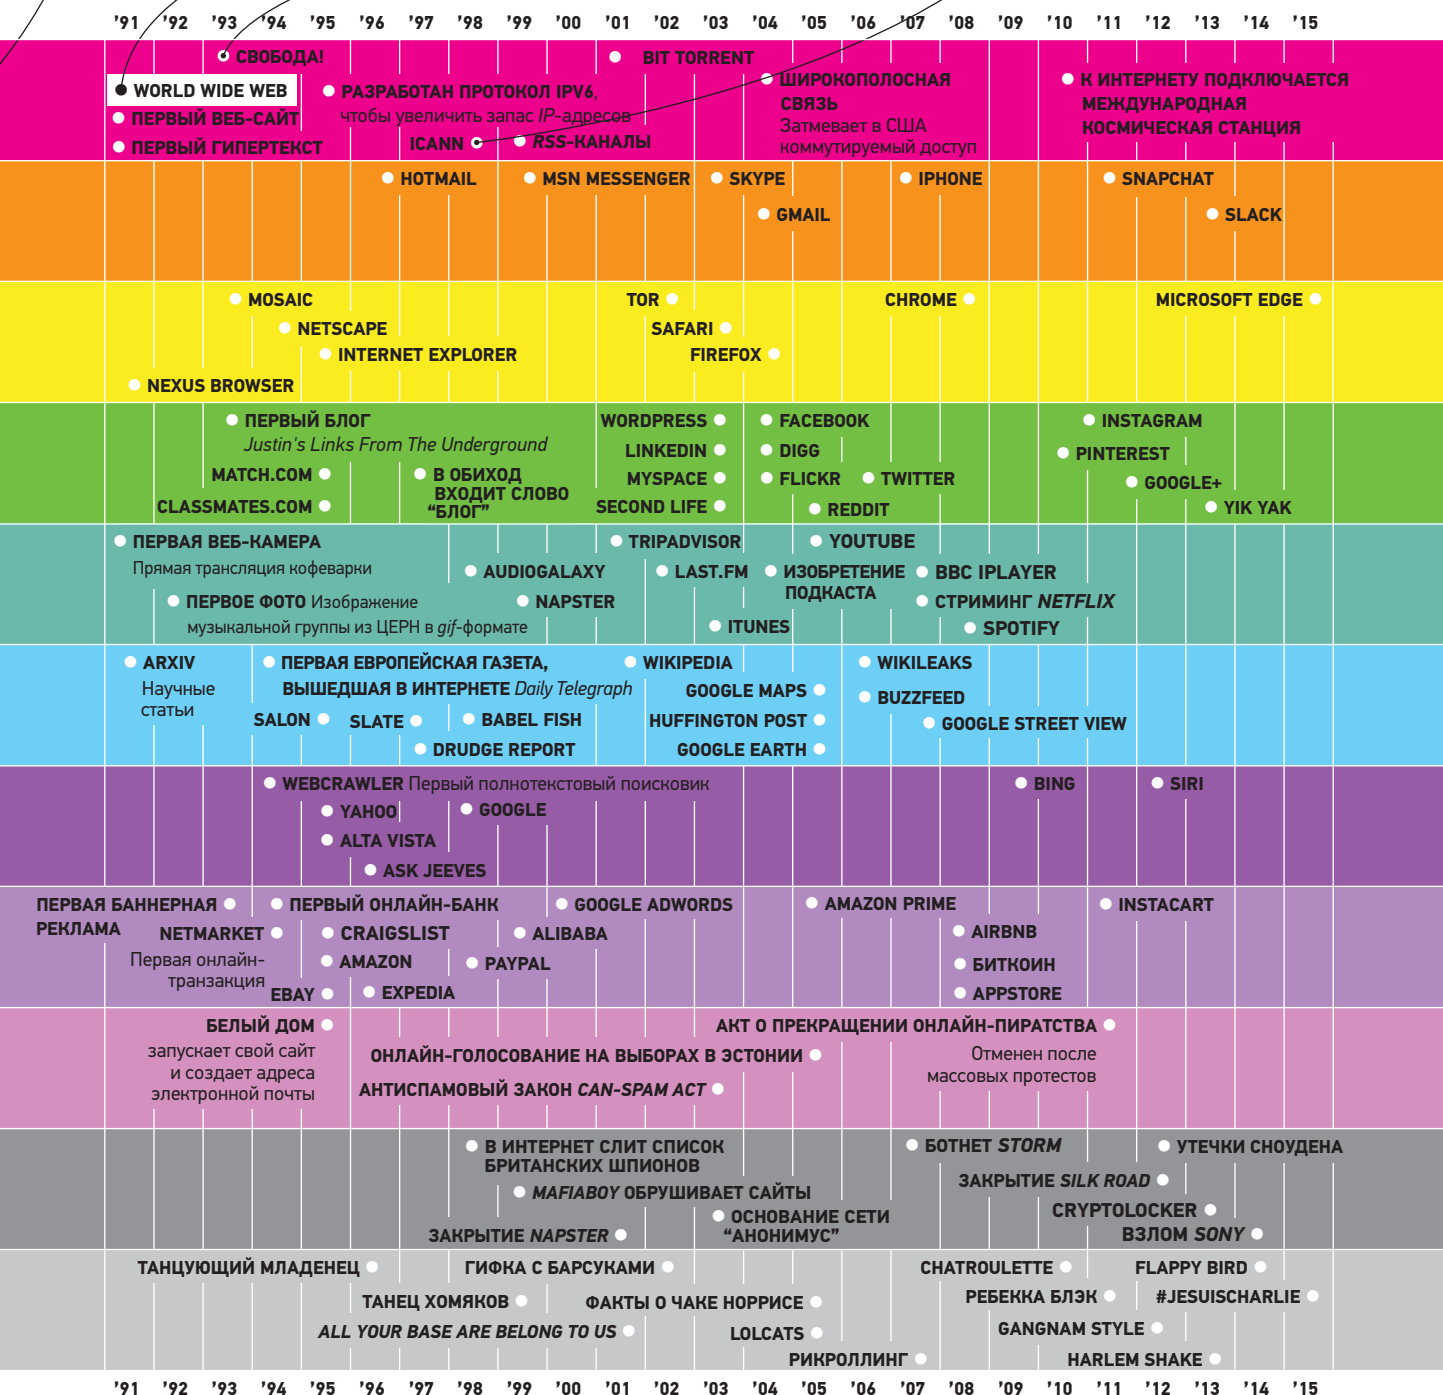 ’91 ’92 ’93 ’94 ’95 ’96 ’97 ’98 ’99 ’00 ’01 ’02 ’03 ’04 ’05 ’06 ’07 ’08 ’09 ’10 ’11 ’12 ’13 ’14 ’15
СВОБОДА!
BIT TORRENT
WORLD WIDE WEB
ПЕРВЫЙ ВЕБ-САЙТ
ПЕРВЫЙ ГИПЕРТЕКСТ
РАЗРАБОТАН ПРОТОКОЛ IPV6,
чтобы увеличить запас IP-адресов
ICANN
RSS-КАНАЛЫ
ШИРОКОПОЛОСНАЯ
СВЯЗЬ
Затмевает в США
коммутируемый доступ
К ИНТЕРНЕТУ ПОДКЛЮЧАЕТСЯ
МЕЖДУНАРОДНАЯ
КОСМИЧЕСКАЯ СТАНЦИЯ
HOTMAIL
MSN MESSENGER
SKYPE
IPHONE
SNAPCHAT
GMAIL
SLACK
MOSAIC
TOR
CHROME
MICROSOFT EDGE
NETSCAPE
SAFARI
INTERNET EXPLORER
FIREFOX
NEXUS BROWSER
ПЕРВЫЙ БЛОГ
Justin's Links From The Underground
WORDPRESS
FACEBOOK
INSTAGRAM
LINKEDIN
DIGG
PINTEREST
MATCH.COM
В ОБИХОД
ВХОДИТ СЛОВО
“БЛОГ”
MYSPACE
FLICKR
TWITTER
GOOGLE+
CLASSMATES.COM
SECOND LIFE
REDDIT
YIK YAK
ПЕРВАЯ ВЕБ-КАМЕРА
Прямая трансляция кофеварки
TRIPADVISOR
YOUTUBE
AUDIOGALAXY
LAST.FM
ИЗОБРЕТЕНИЕ
ПОДКАСТА
BBC IPLAYER
ПЕРВОЕ ФОТО Изображение
музыкальной группы из ЦЕРН в gif-формате
NAPSTER
СТРИМИНГ NETFLIX
ITUNES
SPOTIFY
ARXIV
Научные
статьи
ПЕРВАЯ ЕВРОПЕЙСКАЯ ГАЗЕТА,
ВЫШЕДШАЯ В ИНТЕРНЕТЕ Daily Telegraph
WIKIPEDIA
WIKILEAKS
GOOGLE MAPS
BUZZFEED
SALON
SLATE
BABEL FISH
HUFFINGTON POST
GOOGLE STREET VIEW
DRUDGE REPORT
GOOGLE EARTH
WEBCRAWLER Первый полнотекстовый поисковик
BING
SIRI
YAHOO
GOOGLE
ALTA VISTA
ASK JEEVES
ПЕРВАЯ БАННЕРНАЯ
РЕКЛАМА
ПЕРВЫЙ ОНЛАЙН-БАНК
GOOGLE ADWORDS
AMAZON PRIME
INSTACART
NETMARKET
Первая онлайн-
транзакция
CRAIGSLIST
ALIBABA
AIRBNB
AMAZON
PAYPAL
БИТКОИН
EBAY
EXPEDIA
APPSTORE
БЕЛЫЙ ДОМ
запускает свой сайт
и создает адреса
электронной почты
АКТ О ПРЕКРАЩЕНИИ ОНЛАЙН-ПИРАТСТВА
Отменен после
массовых протестов
ОНЛАЙН-ГОЛОСОВАНИЕ НА ВЫБОРАХ В ЭСТОНИИ
АНТИСПАМОВЫЙ ЗАКОН CAN-SPAM ACT
В ИНТЕРНЕТ СЛИТ СПИСОК
БРИТАНСКИХ ШПИОНОВ
БОТНЕТ STORM
УТЕЧКИ СНОУДЕНА
ЗАКРЫТИЕ SILK ROAD
MAFIABOY ОБРУШИВАЕТ САЙТЫ
CRYPTOLOCKER
ОСНОВАНИЕ СЕТИ
“АНОНИМУС”
ЗАКРЫТИЕ NAPSTER
ВЗЛОМ SONY
ТАНЦУЮЩИЙ МЛАДЕНЕЦ
ГИФКА С БАРСУКАМИ
CHATROULETTE
FLAPPY BIRD
ТАНЕЦ ХОМЯКОВ
ФАКТЫ О ЧАКЕ НОРРИСЕ
РЕБЕККА БЛЭК
#JESUISCHARLIE
ALL YOUR BASE ARE BELONG TO US
LOLCATS
GANGNAM STYLE
РИКРОЛЛИНГ
HARLEM SHAKE
’91 ’92 ’93 ’94 ’95 ’96 ’97 ’98 ’99 ’00 ’01 ’02 ’03 ’04 ’05 ’06 ’07 ’08 ’09 ’10 ’11 ’12 ’13 ’14 ’15